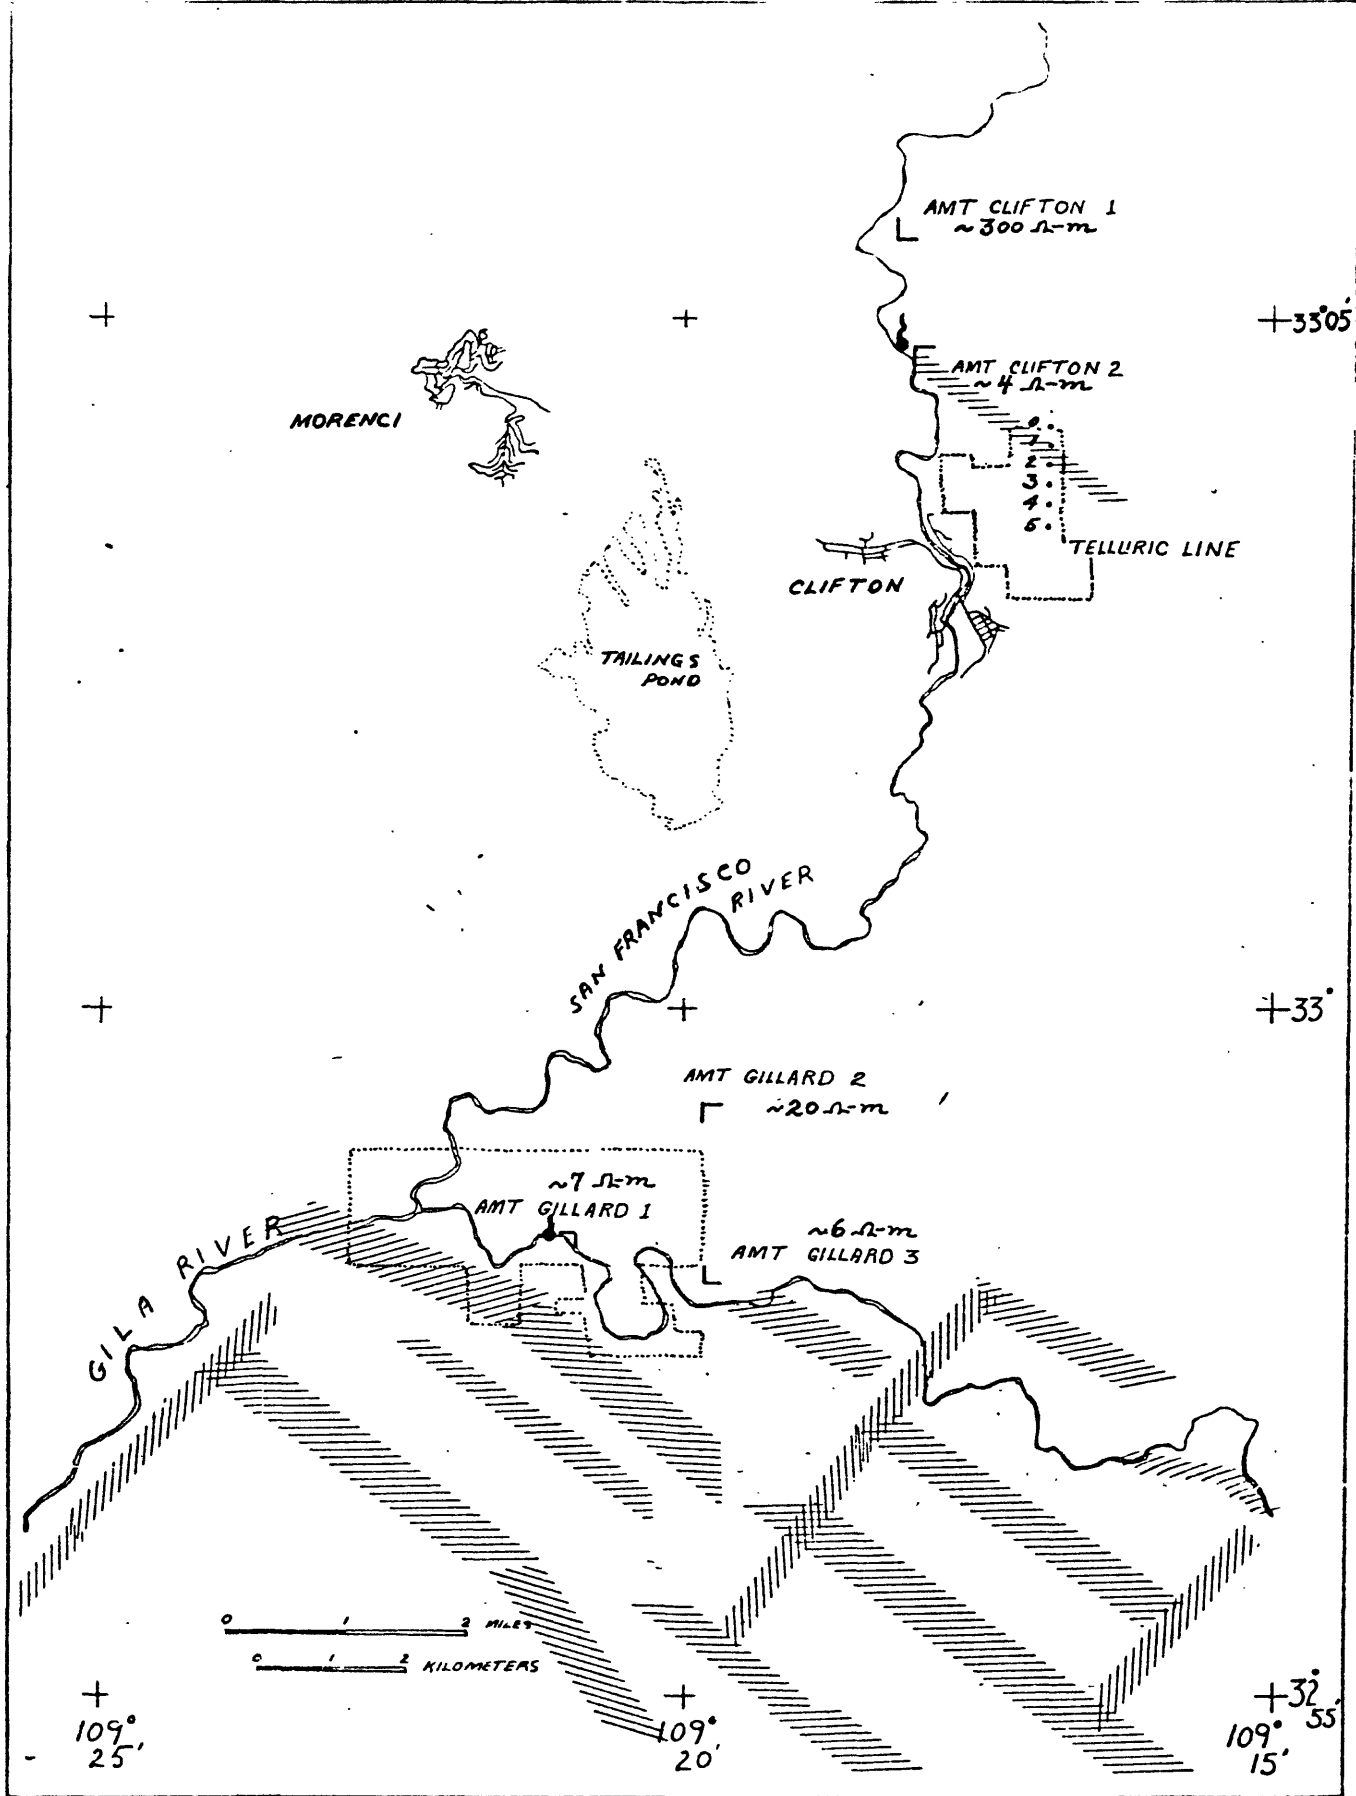 AMT CLIFTON 1
~300 Ω-m
33°05'
AMT CLIFTON 2
~4 Ω-m
MORENCI
0
1
2
3
4
5
TELLURIC LINE
CLIFTON
TAILINGS
POND
SAN FRANCISCO
RIVER
33°
AMT GILLARD 2
~20 Ω-m
~7 Ω-m
AMT GILLARD 1
~6 Ω-m
AMT GILLARD 3
GILA RIVER
0 1 2 MILES
0 1 2 KILOMETERS
32°
55'
109°
25'
109°
20'
109°
15'